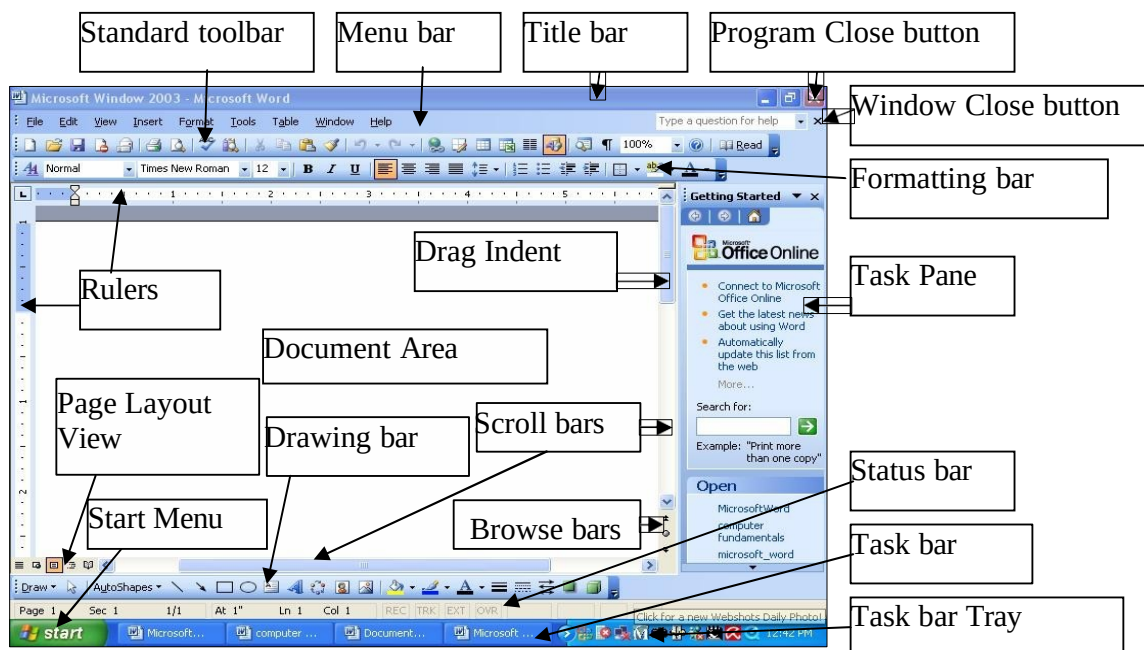 Standard toolbar
Menu bar
Title bar
Program Close button
Microsoft Window 2003 - Microsoft Word
Window Close button
File Edit View Insert Format Tools Table Window Help
Type a question for help
100%
Read
Normal
Times New Roman
12
B I U
Formatting bar
1 2 3 4 5
Getting Started
Microsoft
Office Online
Drag Indent
Rulers
Task Pane
Connect to Microsoft
Office Online
Get the latest news
about using Word
Automatically
update this list from
the web
More...
Document Area
Search for:
Example: "Print more
than one copy"
Page Layout
View
Drawing bar
Scroll bars
Status bar
Open
MicrosoftWord
computer
fundamentals
microsoft_word
Start Menu
Browse bars
Task bar
Draw
AutoShapes
Page 1 Sec 1 1/1 At 1" Ln 1 Col 1 REC TRK EXT OVR
Click for a new Webshots Daily Photo!
Task bar Tray
start
Microsoft...
computer ...
Document...
Microsoft ...
12:42 PM